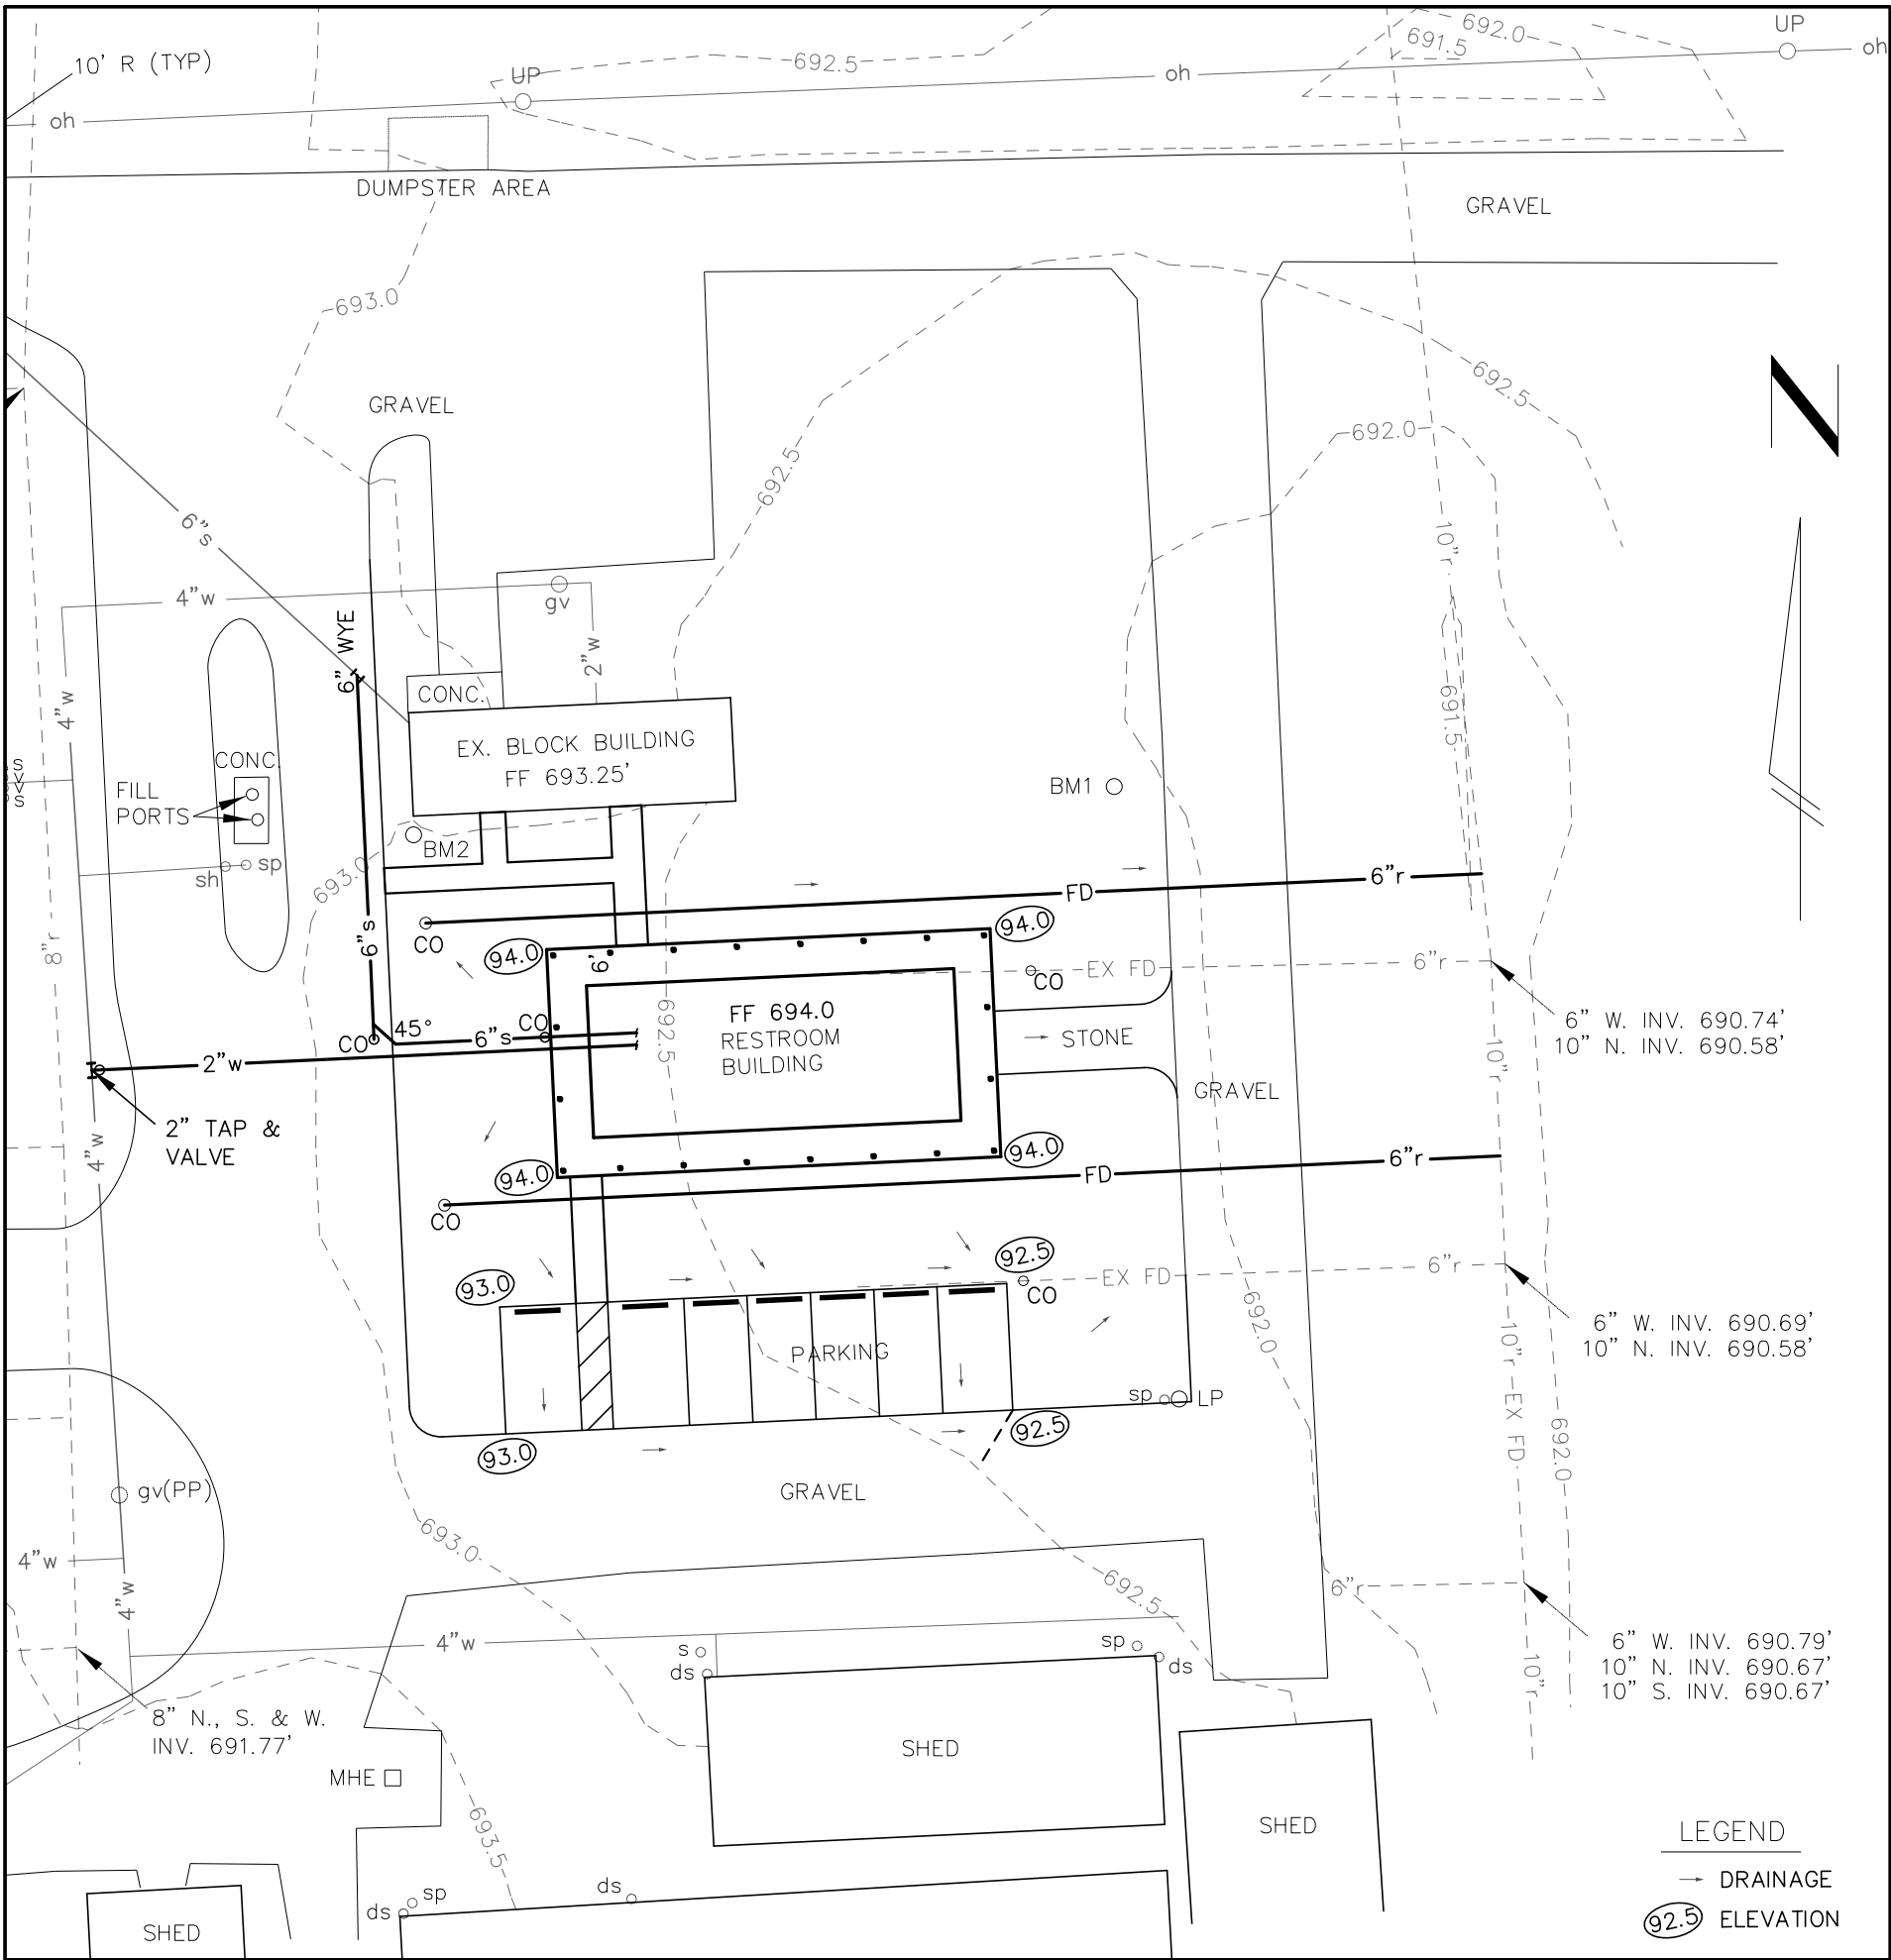 UP
692.0
691.5
10' R (TYP)
692.5
UP
oh
oh
oh
DUMPSTER AREA
GRAVEL
693.0
692.5
GRAVEL
692.0
692.5
6"s
10"r
4"w
gv
6" WYE
2"w
4"w
CONC.
691.5
EX. BLOCK BUILDING
FF 693.25'
CONC.
FILL
PORTS
BM1
BM2
sh
sp
693.0
FD
6"r
8"r
6"s
CO
94.0
94.0
6'
CO
EX FD
6"r
FF 694.0
RESTROOM
BUILDING
692.5
45°
CO
6"s
CO
STONE
6" W. INV. 690.74'
10" N. INV. 690.58'
10"r
2"w
GRAVEL
2" TAP &
VALVE
4"w
94.0
94.0
FD
6"r
CO
93.0
92.5
EX FD
6"r
CO
692.0
6" W. INV. 690.69'
10" N. INV. 690.58'
10"r
PARKING
sp
LP
EX FD
692.0
93.0
92.5
gv(PP)
GRAVEL
693.0
4"w
4"w
692.5
6"r
4"w
s
ds
sp
ds
6" W. INV. 690.79'
10" N. INV. 690.67'
10" S. INV. 690.67'
10"r
8" N., S. & W.
INV. 691.77'
SHED
MHE
693.5
SHED
LEGEND
DRAINAGE
92.5 ELEVATION
ds
sp
ds
SHED